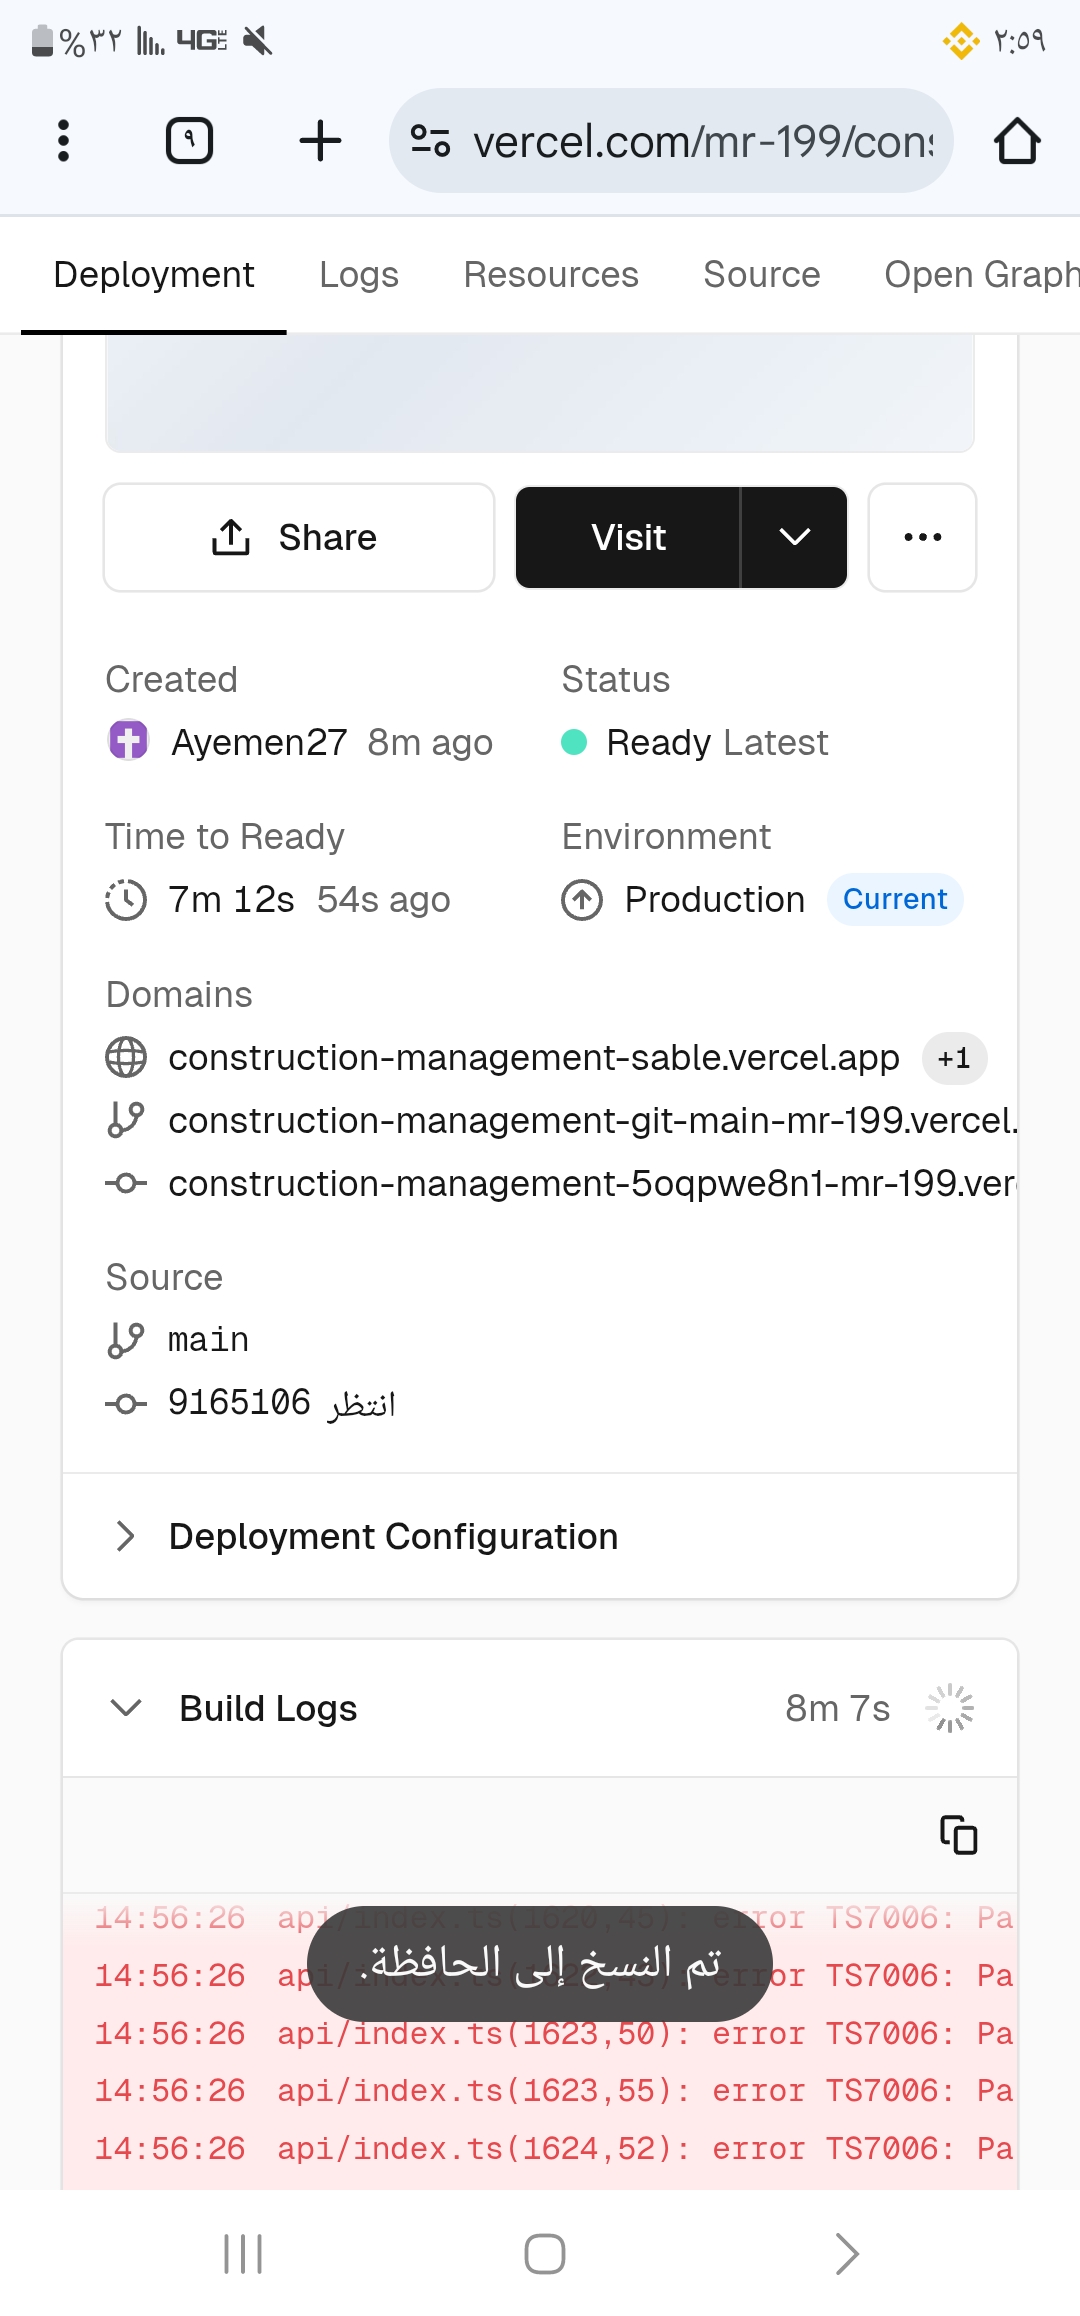 %٣٢ 4G LTE ٢:٥٩
٩ vercel.com/mr-199/cons
Deployment Logs Resources Source Open Graph
Share Visit
Created Status
Ayemen27 8m ago Ready Latest
Time to Ready Environment
7m 12s 54s ago Production Current
Domains
construction-management-sable.vercel.app +1
construction-management-git-main-mr-199.vercel.
construction-management-5oqpwe8n1-mr-199.ver
Source
main
9165106 انتظر
Deployment Configuration
Build Logs 8m 7s
14:56:26 api/index.ts(1620,45): error TS7006: Pa
14:56:26 api error TS7006: Pa
تم النسخ إلى الحافظة.
14:56:26 api/index.ts(1623,50): error TS7006: Pa
14:56:26 api/index.ts(1623,55): error TS7006: Pa
14:56:26 api/index.ts(1624,52): error TS7006: Pa